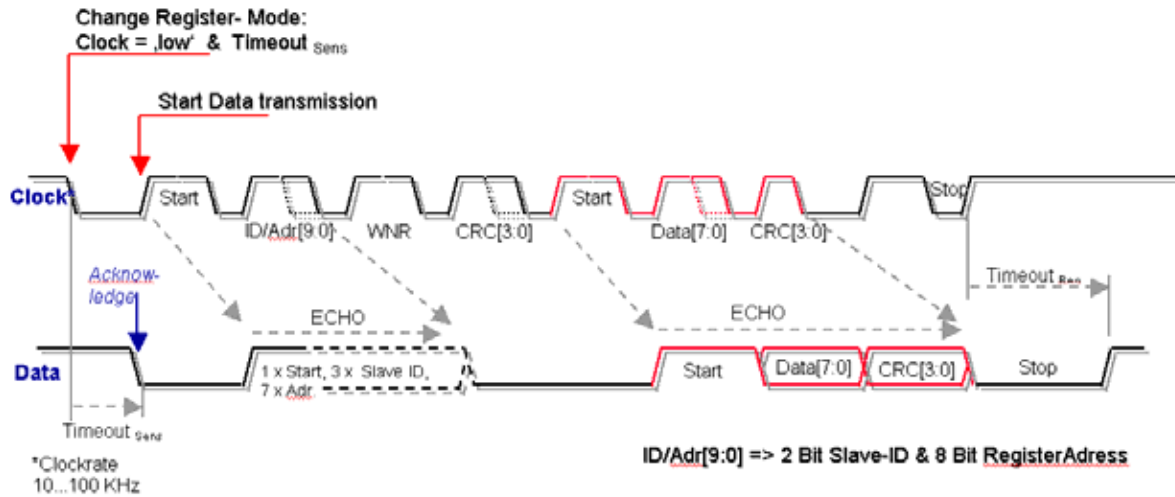 Change Register- Mode:
Clock = ‚low' & Timeout Sens
Start Data transmission
Clock*
Start
ID/Adr[9:0]
WNR
CRC[3:0]
Start
Data[7:0]
CRC[3:0]
Stop
Acknow-
ledge
Timeout Reg
ECHO
ECHO
Data
1 x Start, 3 x Slave ID,
7 x Adr.
Start
Data[7:0]
CRC[3:0]
Stop
Timeout Sens
*Clockrate
10...100 KHz
ID/Adr[9:0] => 2 Bit Slave-ID & 8 Bit RegisterAdress